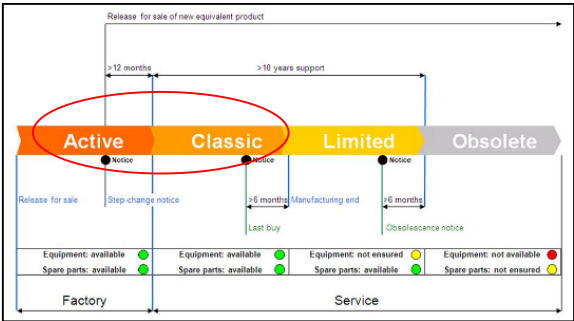 Release for sale of new equivalent product
>12 months
>10 years support
Active
Classic
Limited
Obsolete
Notice
Notice
Notice
Release for sale
Step-change notice
>6 months
Manufacturing end
>6 months
Last buy
Obsolescence notice
Equipment: available
Equipment: available
Equipment: not ensured
Equipment: not available
Spare parts: available
Spare parts: available
Spare parts: available
Spare parts: not ensured
Factory
Service